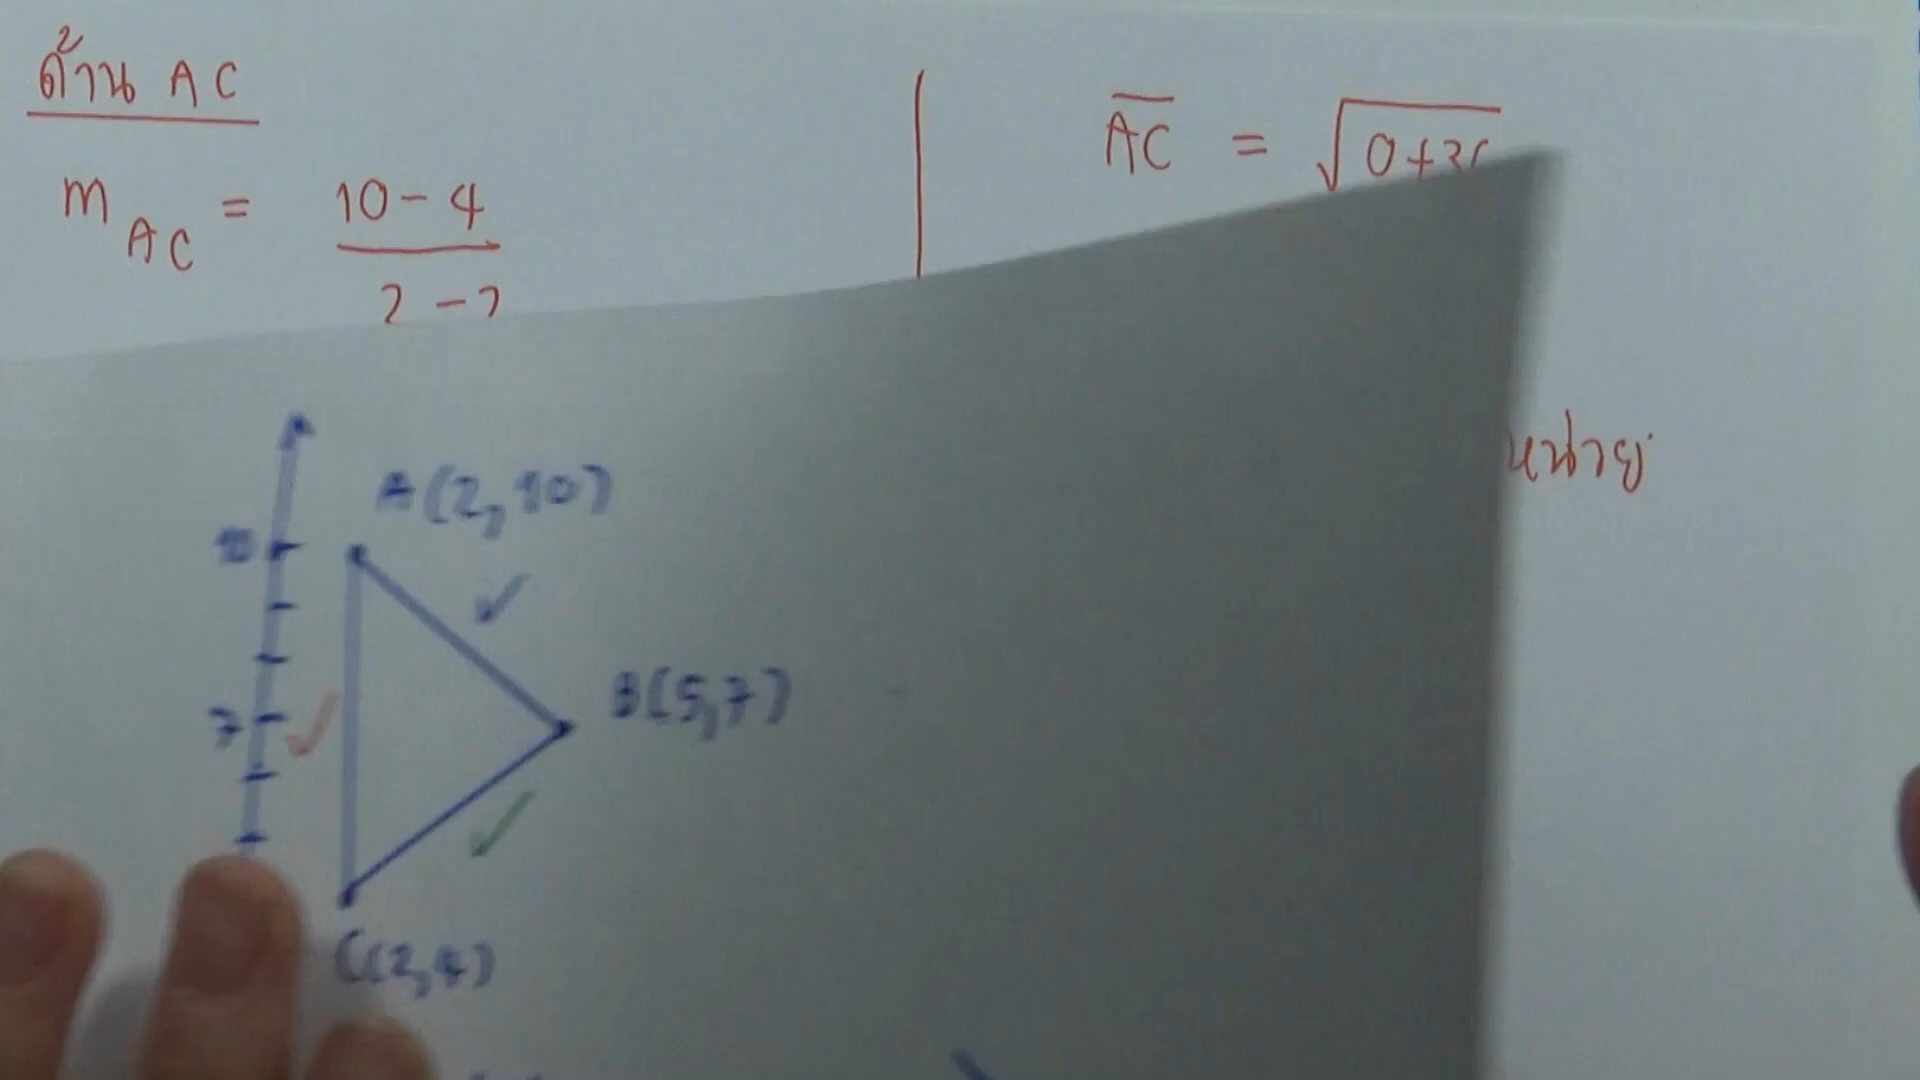 ด้าน AC
m AC = 10 - 4
2 - 2
AC = √0+36
หน่วย
A(2, 10)
10
B(5,7)
7
C(2,4)